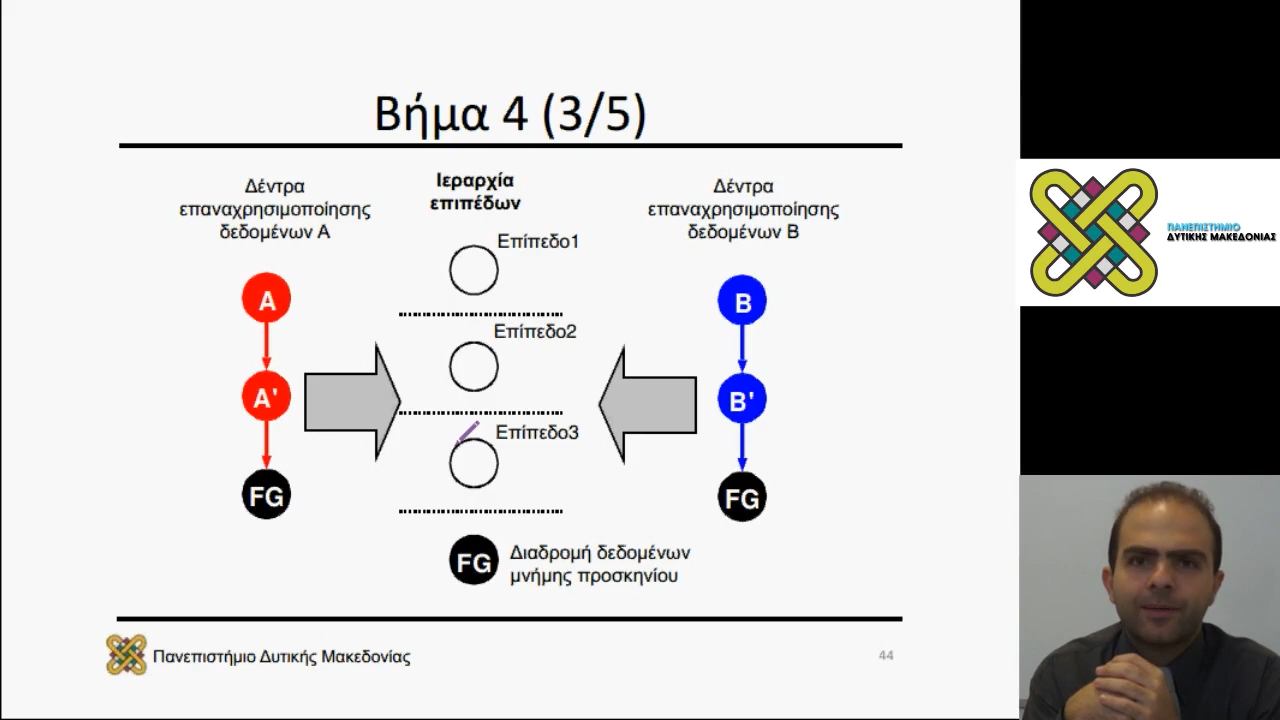 Βήμα 4 (3/5)
Δέντρα
επαναχρησιμοποίησης
δεδομένων A
Ιεραρχία
επιπέδων
Δέντρα
επαναχρησιμοποίησης
δεδομένων B
Επίπεδο1
Επίπεδο2
Επίπεδο3
A
A'
FG
B
B'
FG
FG
Διαδρομή δεδομένων
μνήμης προσκηνίου
Πανεπιστήμιο Δυτικής Μακεδονίας
44
ΠΑΝΕΠΙΣΤΗΜΙΟ
ΔΥΤΙΚΗΣ ΜΑΚΕΔΟΝΙΑΣ